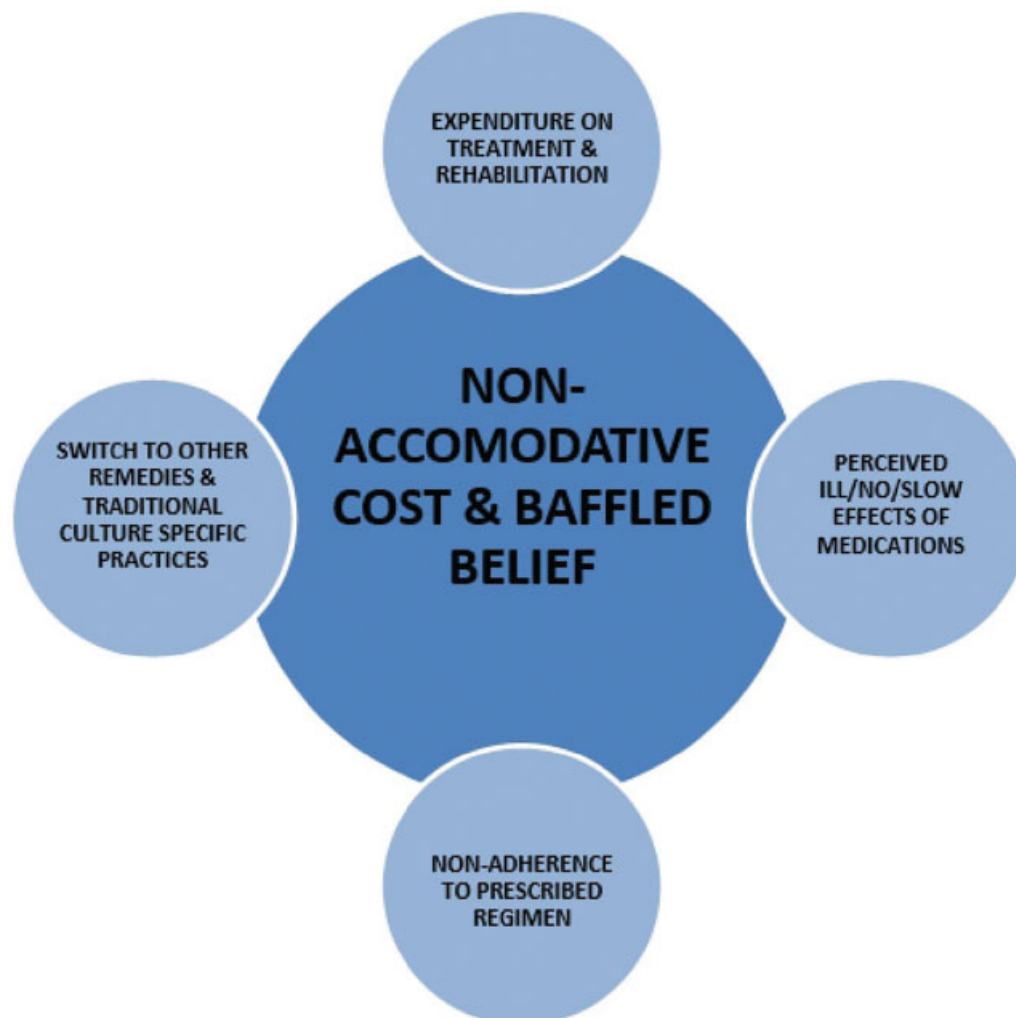 EXPENDITURE ON
TREATMENT &
REHABILITATION
NON-
ACCOMODATIVE
COST & BAFFLED
BELIEF
SWITCH TO OTHER
REMEDIES &
TRADITIONAL
CULTURE SPECIFIC
PRACTICES
PERCEIVED
ILL/NO/SLOW
EFFECTS OF
MEDICATIONS
NON-ADHERENCE
TO PRESCRIBED
REGIMEN